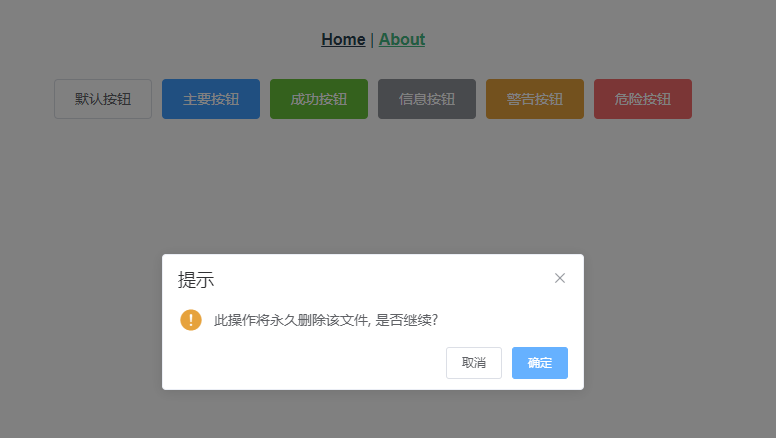 Home | About
默认按钮 主要按钮 成功按钮 信息按钮 警告按钮 危险按钮
提示
此操作将永久删除该文件, 是否继续?
取消 确定